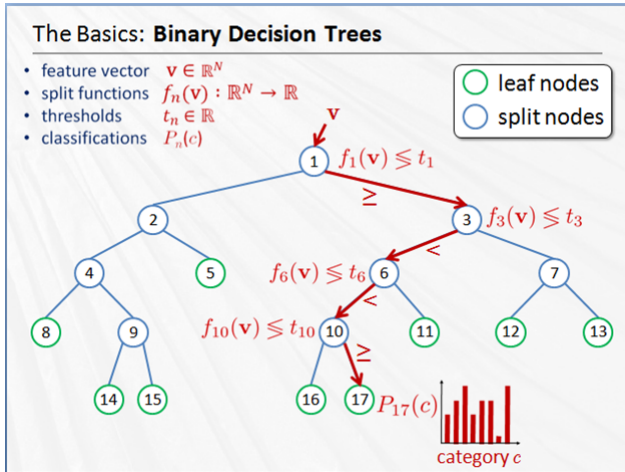 The Basics: Binary Decision Trees
• feature vector v ∈ ℝ^N
• split functions f_n(v) : ℝ^N → ℝ
• thresholds t_n ∈ ℝ
• classifications P_n(c)
leaf nodes
split nodes
v
1 f_1(v) ≶ t_1
≥
2 3 f_3(v) ≶ t_3
<
4 5 f_6(v) ≶ t_6 6 7
<
8 9 f_10(v) ≶ t_10 10 11 12 13
≥
14 15 16 17 P_17(c)
category c